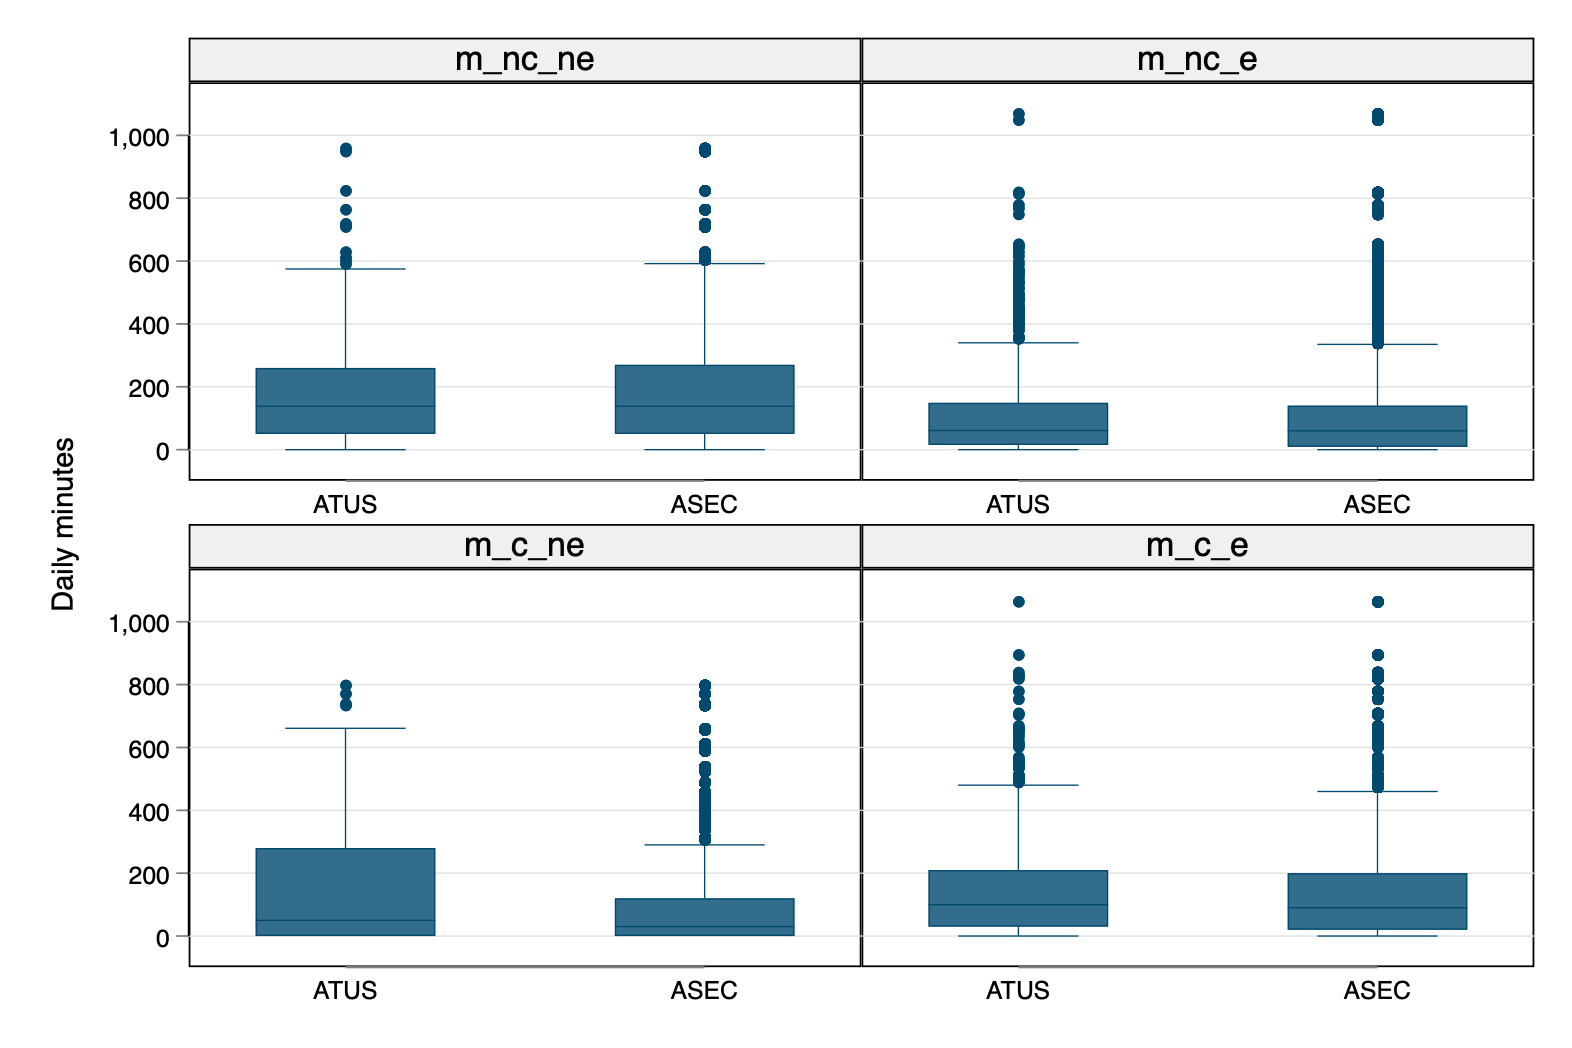 m_nc_ne
m_nc_e
1,000
800
600
400
200
0
ATUS
ASEC
ATUS
ASEC
Daily minutes
m_c_ne
m_c_e
1,000
800
600
400
200
0
ATUS
ASEC
ATUS
ASEC